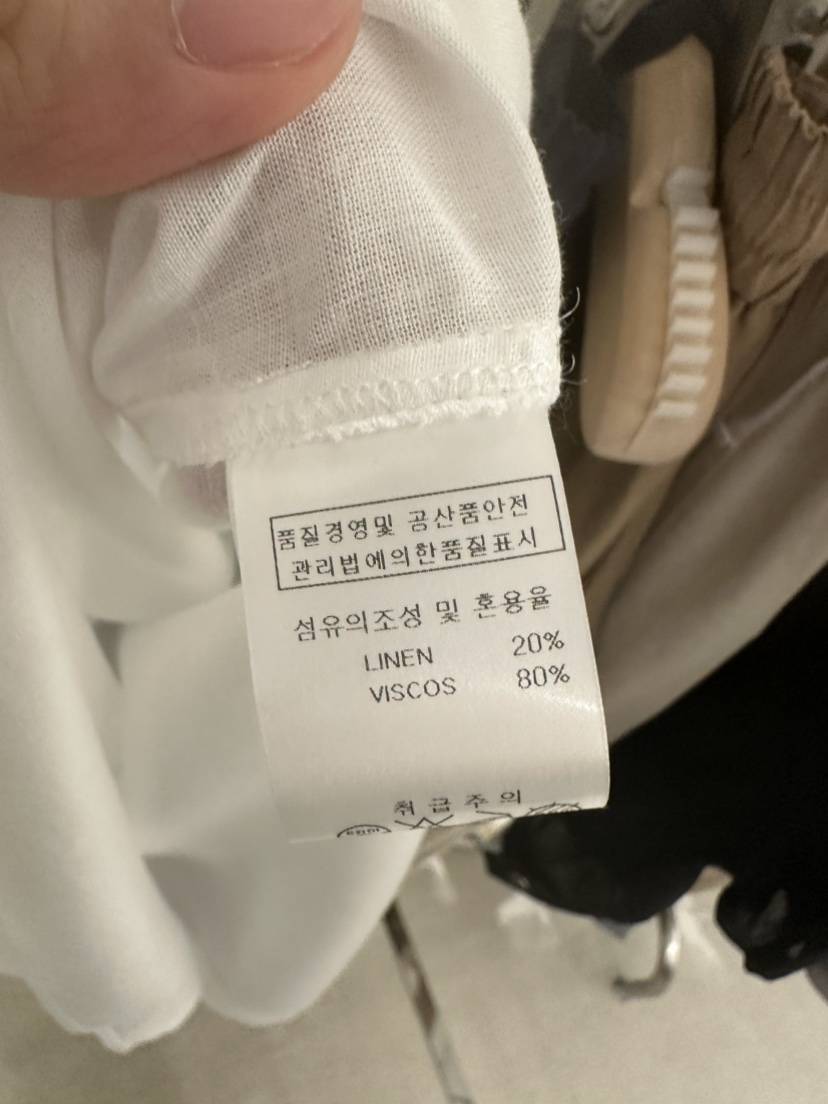 품질경영및 공산품안전
관리법에의한품질표시
섬유의조성 및 혼용율
LINEN 20%
VISCOS 80%
취급주의